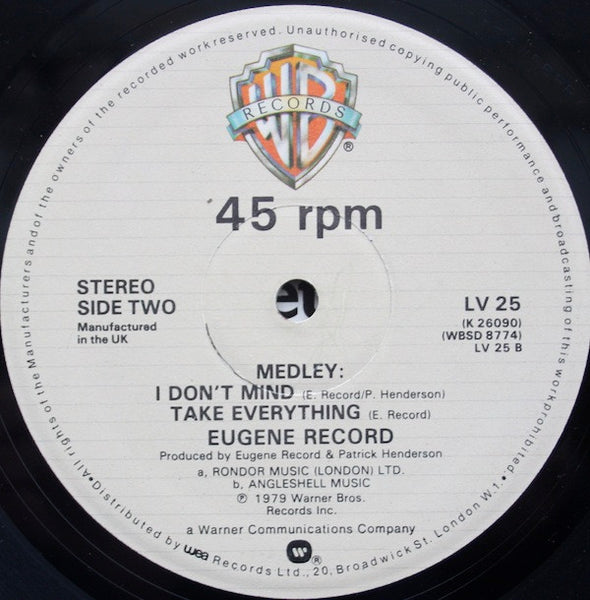 WB
RECORDS
®
45 rpm
STEREO
SIDE TWO
Manufactured
in the UK
LV 25
(K 26090)
(WBSD 8774)
LV 25 B
MEDLEY:
I DON'T MIND (E. Record/P. Henderson)
TAKE EVERYTHING (E. Record)
EUGENE RECORD
Produced by Eugene Record & Patrick Henderson
a, RONDOR MUSIC (LONDON) LTD.
b, ANGLESHELL MUSIC
℗ 1979 Warner Bros.
Records Inc.
a Warner Communications Company
W ®
•All rights of the Manufacturers and of the owners of the recorded work reserved. Unauthorised copying public performance and broadcasting of this work prohibited.
•Distributed by wea Records Ltd., 20, Broadwick St. London W.1.